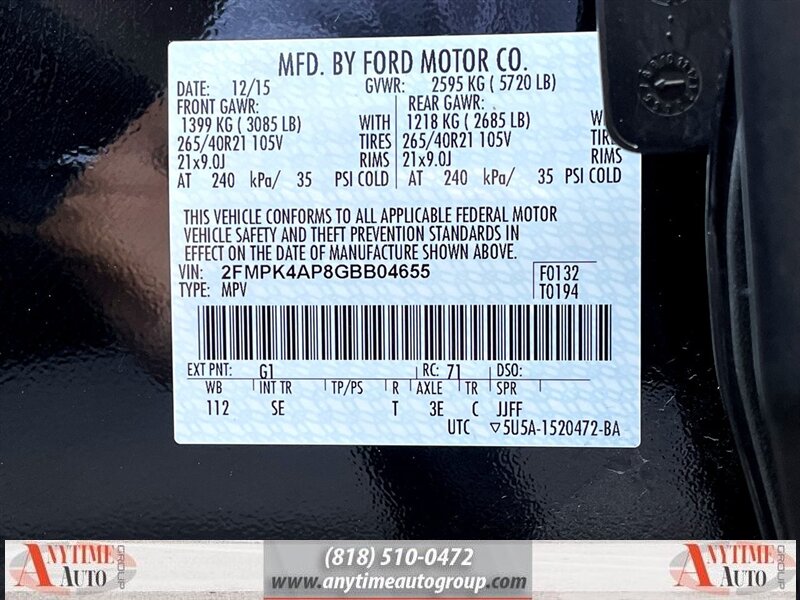 MFD. BY FORD MOTOR CO.
DATE: 12/15 GVWR: 2595 KG ( 5720 LB)
FRONT GAWR: REAR GAWR:
1399 KG ( 3085 LB) WITH 1218 KG ( 2685 LB) WITH
265/40R21 105V TIRES 265/40R21 105V TIRES
21x9.0J RIMS 21x9.0J RIMS
AT 240 kPa/ 35 PSI COLD AT 240 kPa/ 35 PSI COLD
THIS VEHICLE CONFORMS TO ALL APPLICABLE FEDERAL MOTOR
VEHICLE SAFETY AND THEFT PREVENTION STANDARDS IN
EFFECT ON THE DATE OF MANUFACTURE SHOWN ABOVE.
VIN: 2FMPK4AP8GBB04655 F0132
TYPE: MPV T0194
EXT PNT: G1 RC: 71 DSO:
WB INT TR TP/PS R AXLE TR SPR
112 SE T 3E C JJFF
UTC ▽5U5A-1520472-BA
ANYTIME AUTO GROUP
(818) 510-0472
www.anytimeautogroup.com
ANYTIME AUTO GROUP